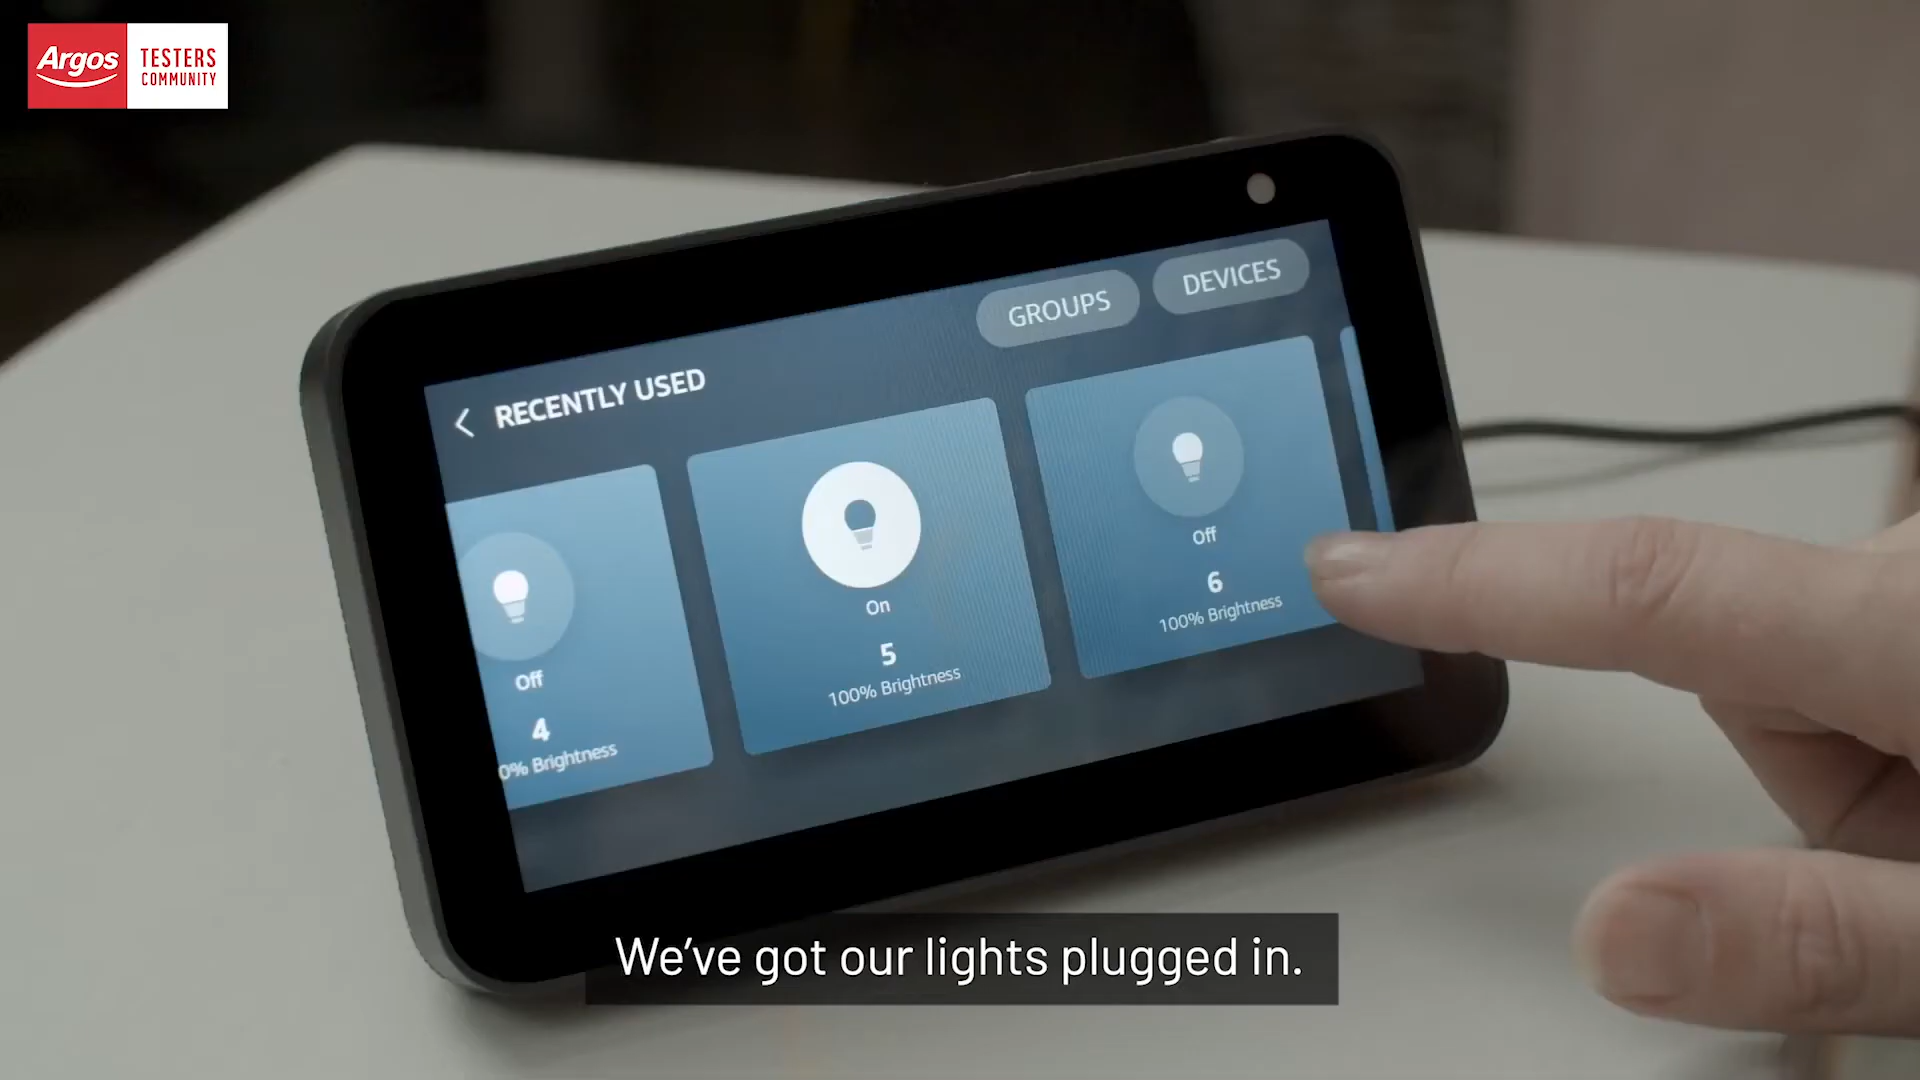 Argos
TESTERS
COMMUNITY
GROUPS
DEVICES
RECENTLY USED
Off
4
0% Brightness
On
5
100% Brightness
Off
6
100% Brightness
We’ve got our lights plugged in.